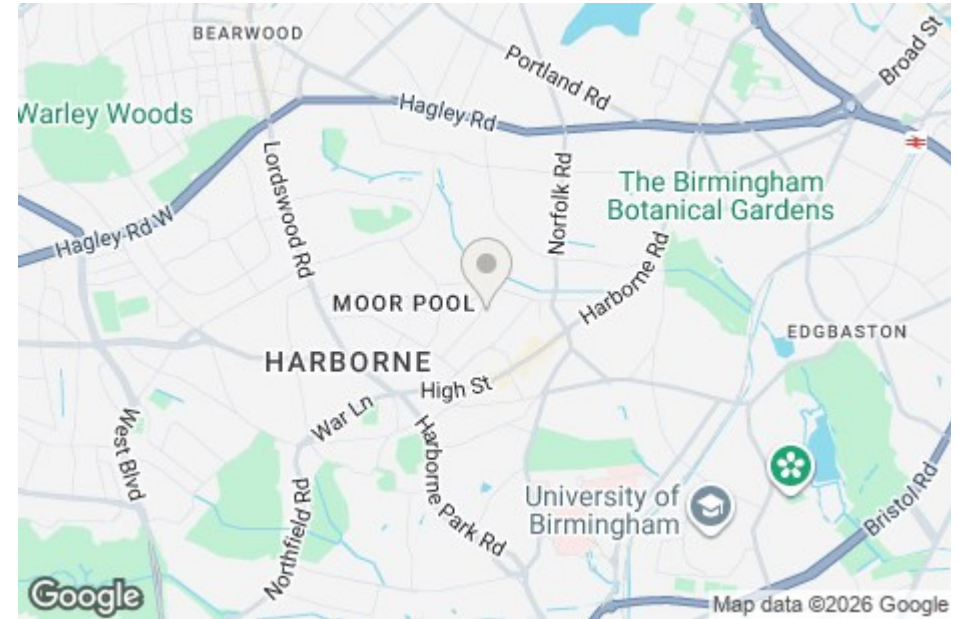 BEARWOOD
Portland Rd
Broad St
Warley Woods
Hagley Rd
Lordswood Rd
Norfolk Rd
The Birmingham
Botanical Gardens
Hagley Rd W
Harborne Rd
MOOR POOL
EDGBASTON
HARBORNE
High St
War Ln
West Blvd
Harborne Park Rd
Northfield Rd
University of
Birmingham
Bristol Rd
Google
Map data ©2026 Google